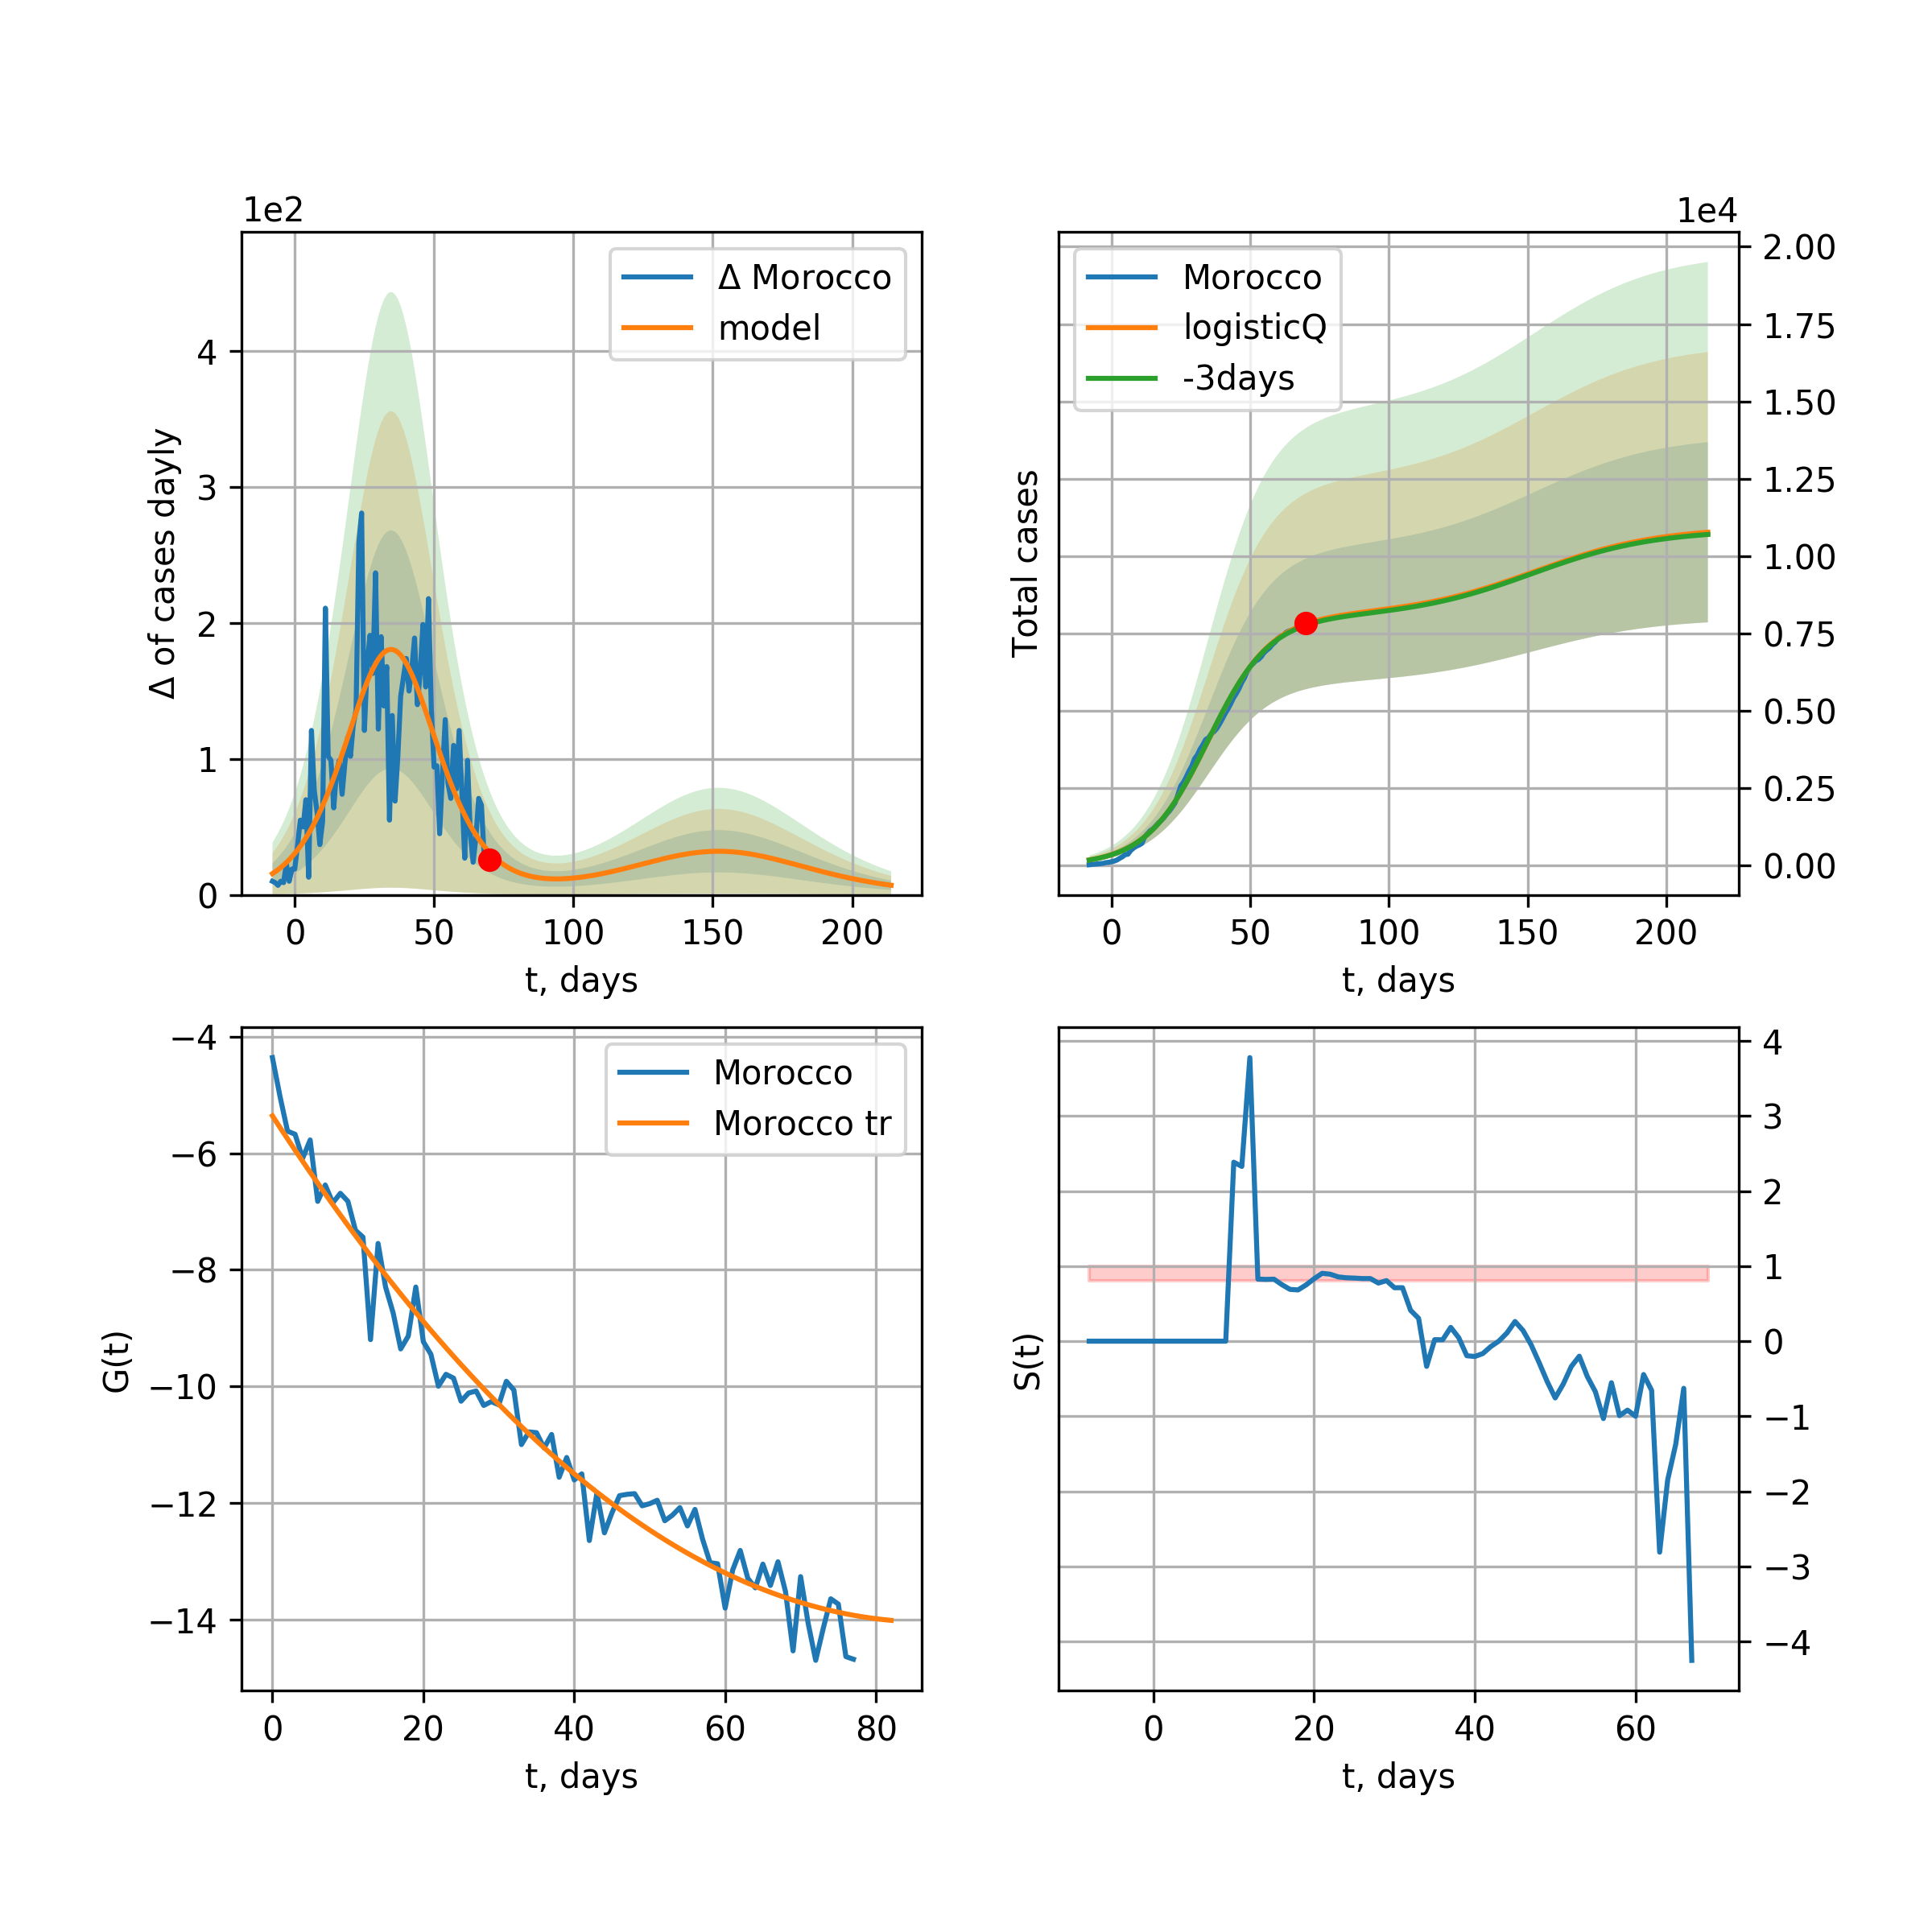 1e2
Δ of cases dayly
4
3
2
1
0
Δ Morocco
model
0 50 100 150 200
t, days
1e4
Total cases
Morocco
logisticQ
-3days
2.00
1.75
1.50
1.25
1.00
0.75
0.50
0.25
0.00
0 50 100 150 200
t, days
G(t)
−4
−6
−8
−10
−12
−14
Morocco
Morocco tr
0 20 40 60 80
t, days
S(t)
4
3
2
1
0
−1
−2
−3
−4
0 20 40 60
t, days